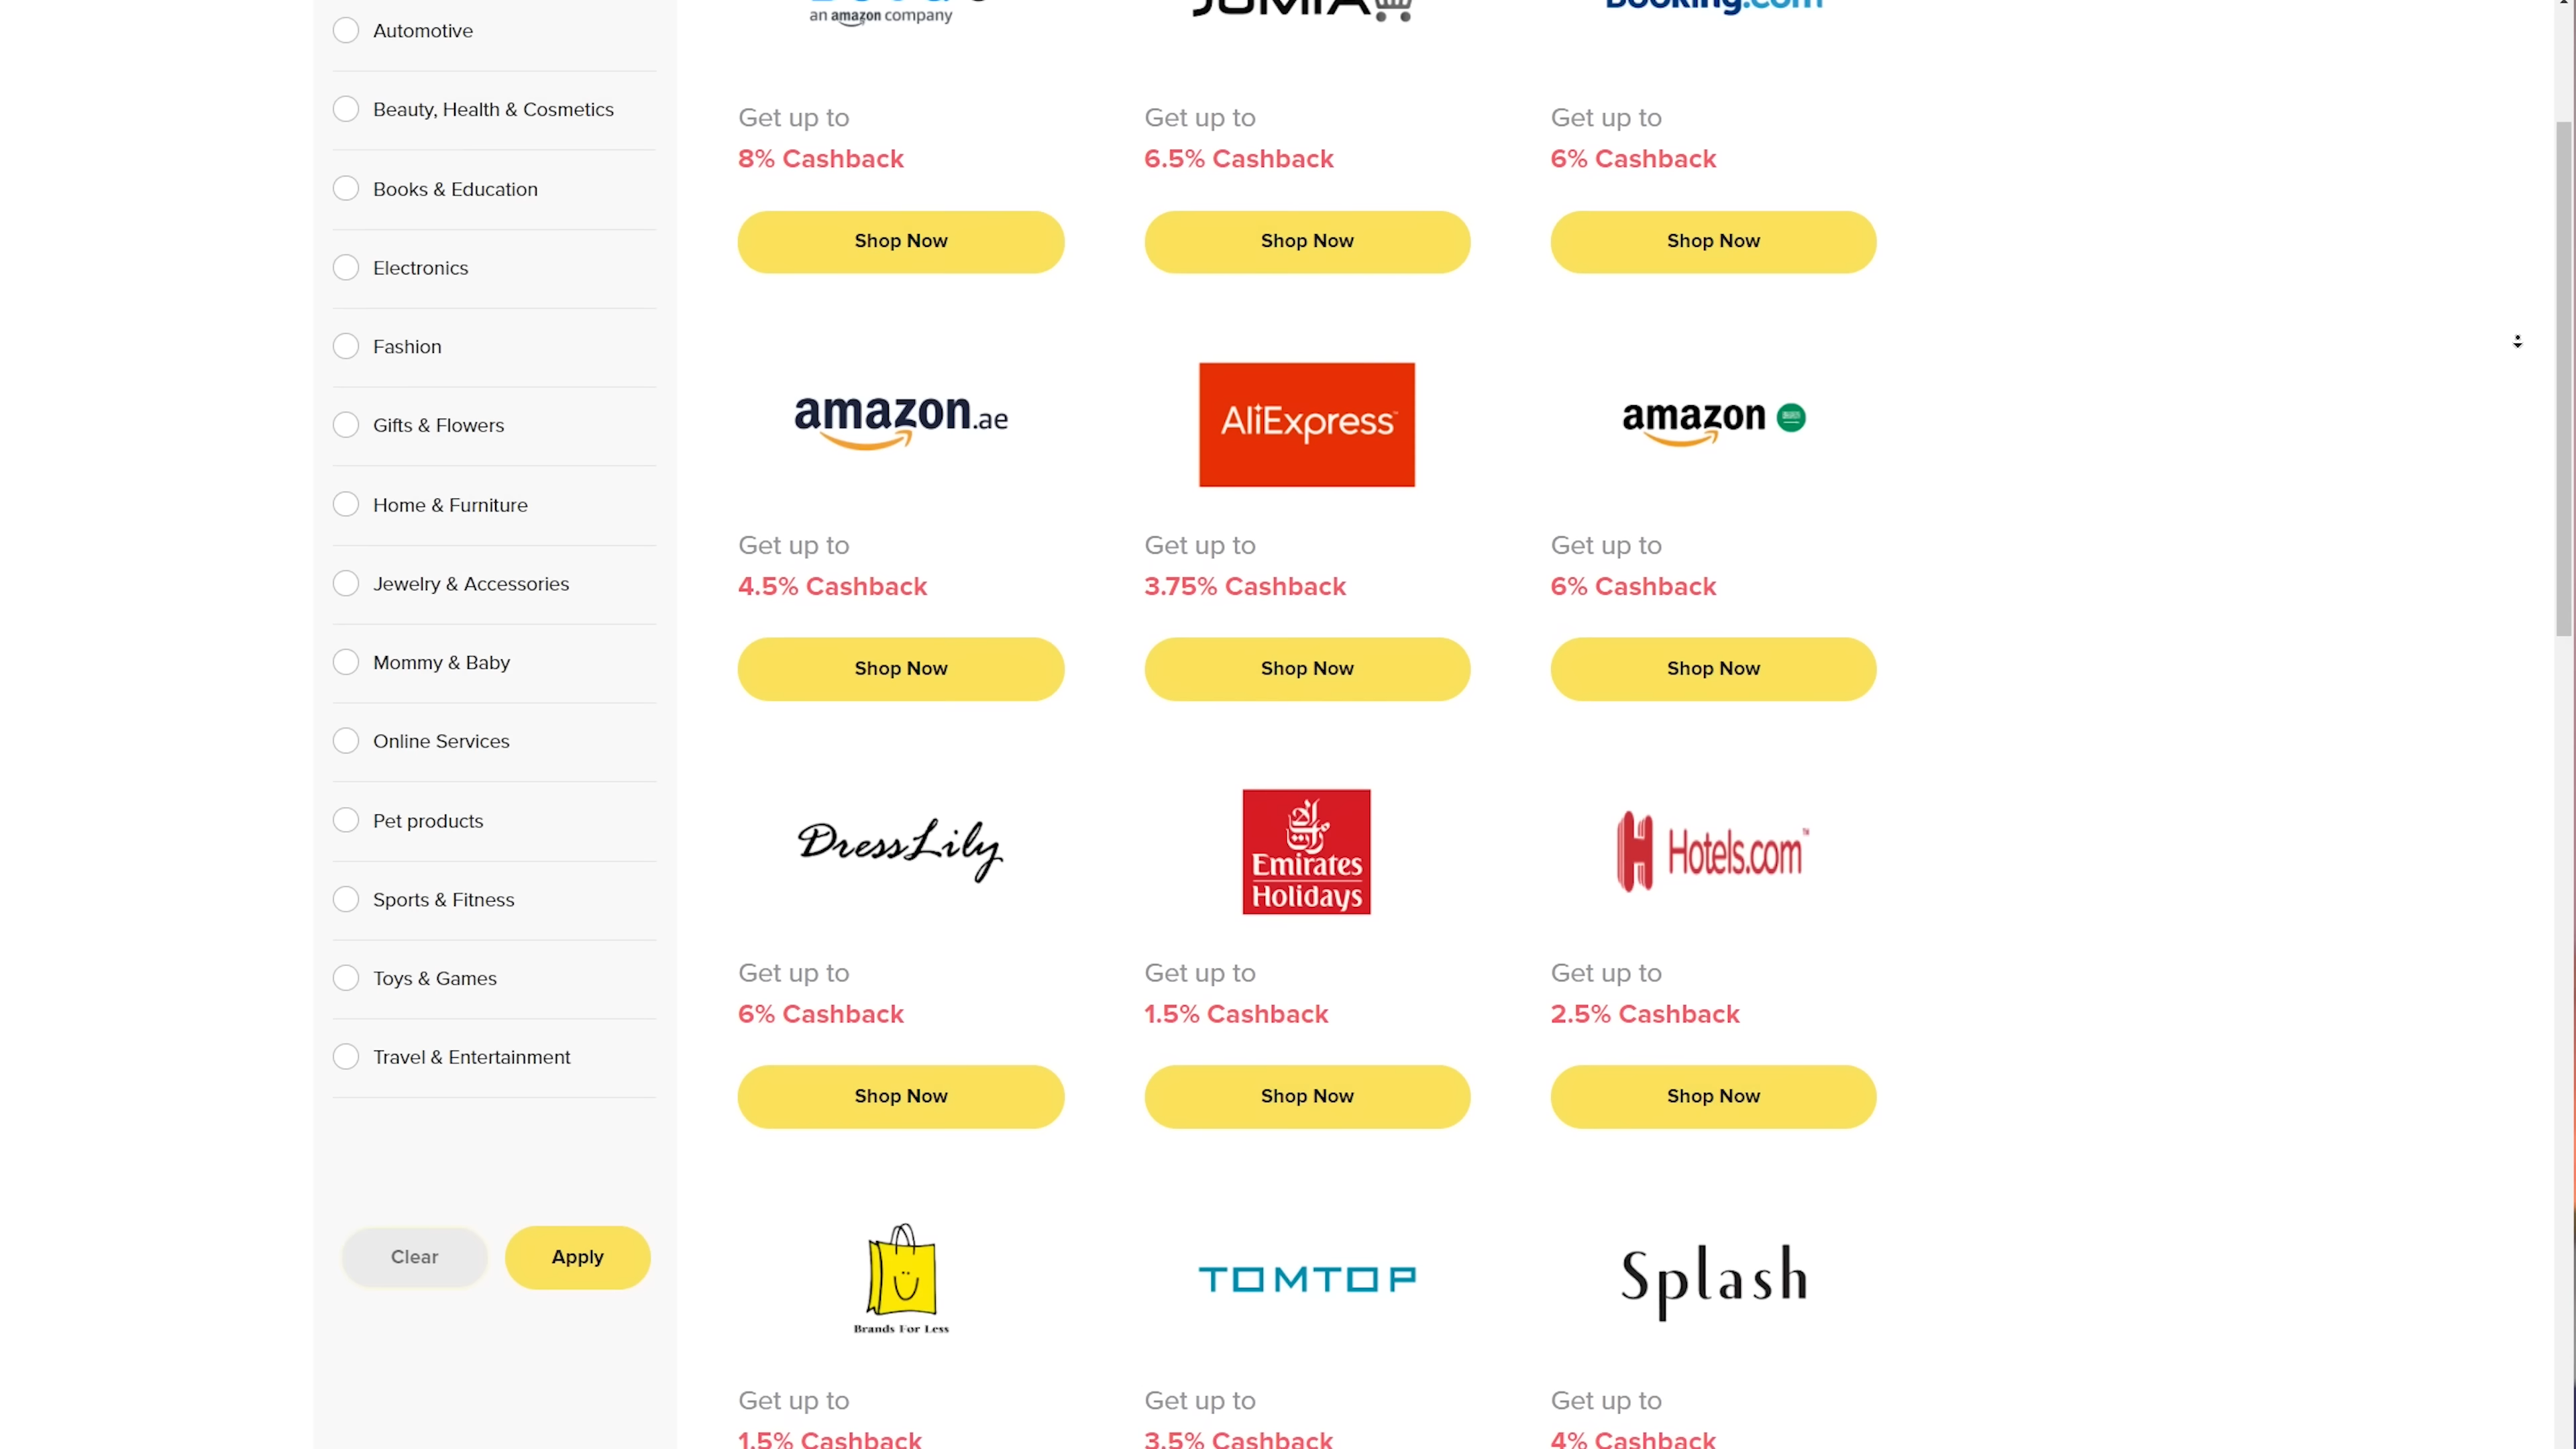 Automotive
Beauty, Health & Cosmetics
Books & Education
Electronics
Fashion
Gifts & Flowers
Home & Furniture
Jewelry & Accessories
Mommy & Baby
Online Services
Pet products
Sports & Fitness
Toys & Games
Travel & Entertainment
Clear
Apply
an amazon company
JUMIA
Booking.com
Get up to
8% Cashback
Shop Now
Get up to
6.5% Cashback
Shop Now
Get up to
6% Cashback
Shop Now
amazon.ae
Get up to
4.5% Cashback
Shop Now
AliExpress™
Get up to
3.75% Cashback
Shop Now
amazon
Get up to
6% Cashback
Shop Now
DressLily
Get up to
6% Cashback
Shop Now
Emirates
Holidays
Get up to
1.5% Cashback
Shop Now
Hotels.com™
Get up to
2.5% Cashback
Shop Now
Brands For Less
Get up to
1.5% Cashback
TOMTOP
Get up to
3.5% Cashback
Splash
Get up to
4% Cashback